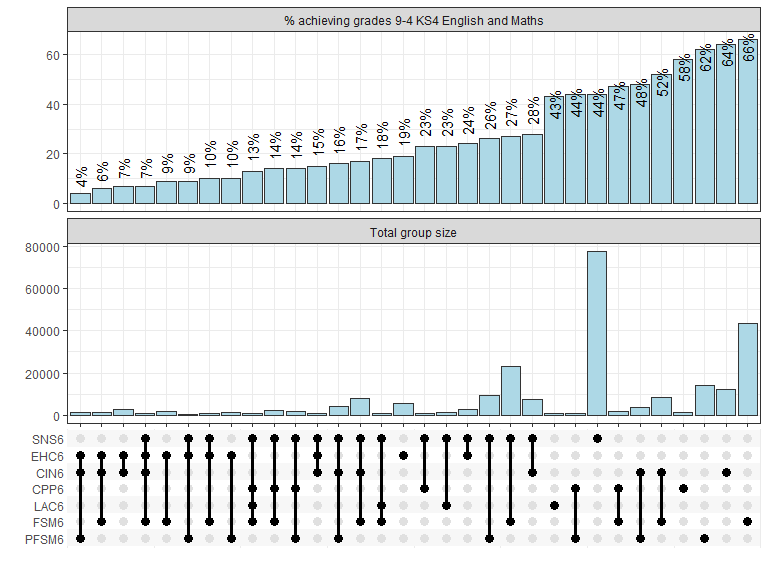 % achieving grades 9-4 KS4 English and Maths
60
40
20
0
4% 6% 7% 7% 9% 9% 10% 10% 13% 14% 14% 15% 16% 17% 18% 19% 23% 23% 24% 26% 27% 28% 43% 44% 44% 47% 48% 52% 58% 62% 64% 66%
Total group size
80000
60000
40000
20000
0
SNS6
EHC6
CIN6
CPP6
LAC6
FSM6
PFSM6